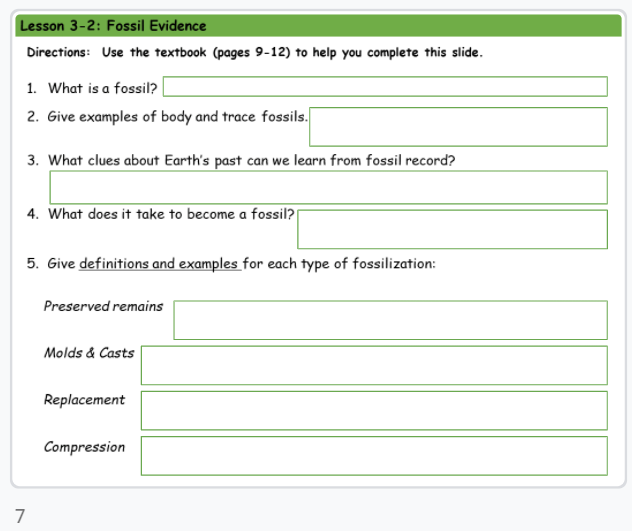 Lesson 3-2: Fossil Evidence
Directions: Use the textbook (pages 9-12) to help you complete this slide.
1. What is a fossil?
2. Give examples of body and trace fossils.
3. What clues about Earth's past can we learn from fossil record?
4. What does it take to become a fossil?
5. Give definitions and examples for each type of fossilization:
Preserved remains
Molds & Casts
Replacement
Compression
7